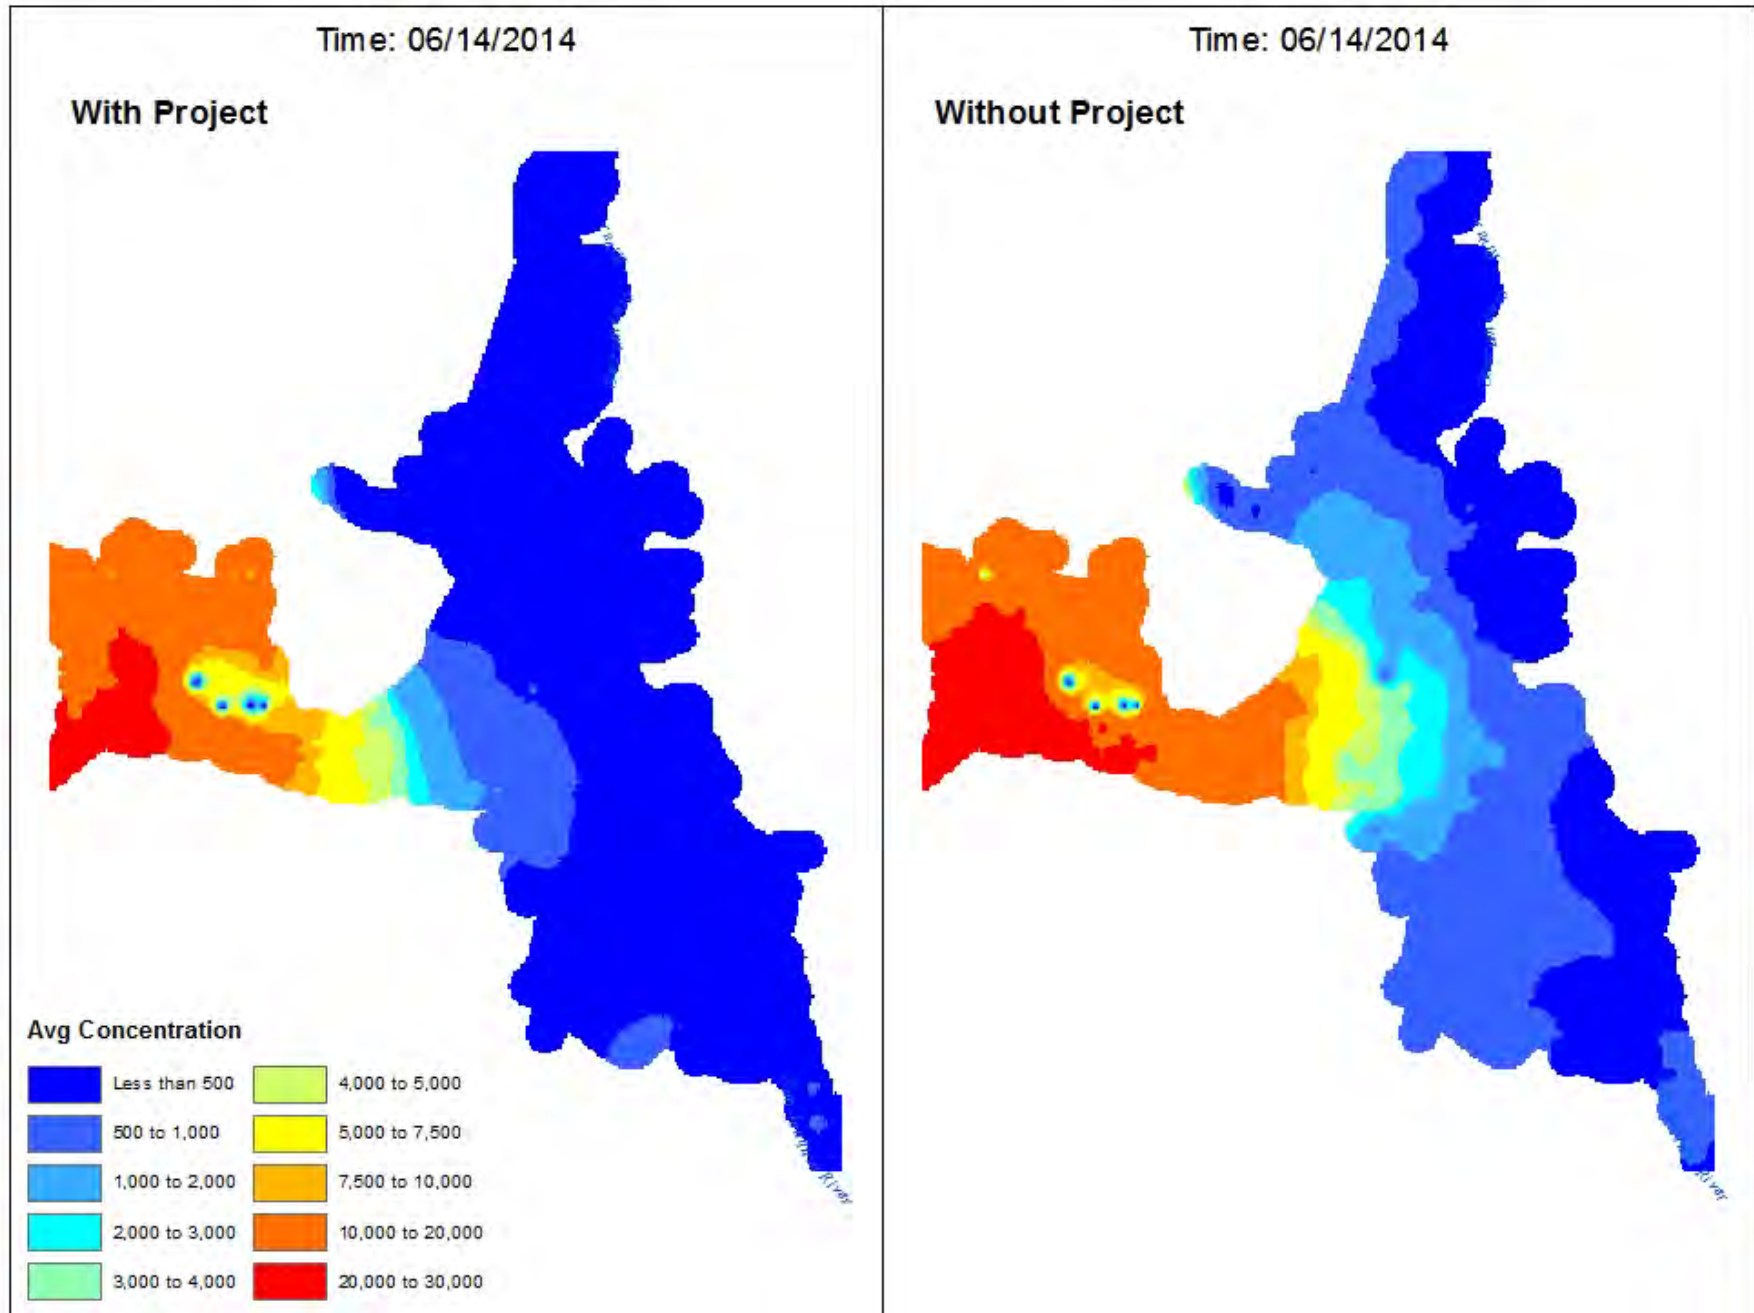 Time: 06/14/2014
With Project
Avg Concentration
Less than 500
500 to 1,000
1,000 to 2,000
2,000 to 3,000
3,000 to 4,000
4,000 to 5,000
5,000 to 7,500
7,500 to 10,000
10,000 to 20,000
20,000 to 30,000
River
Time: 06/14/2014
Without Project
River